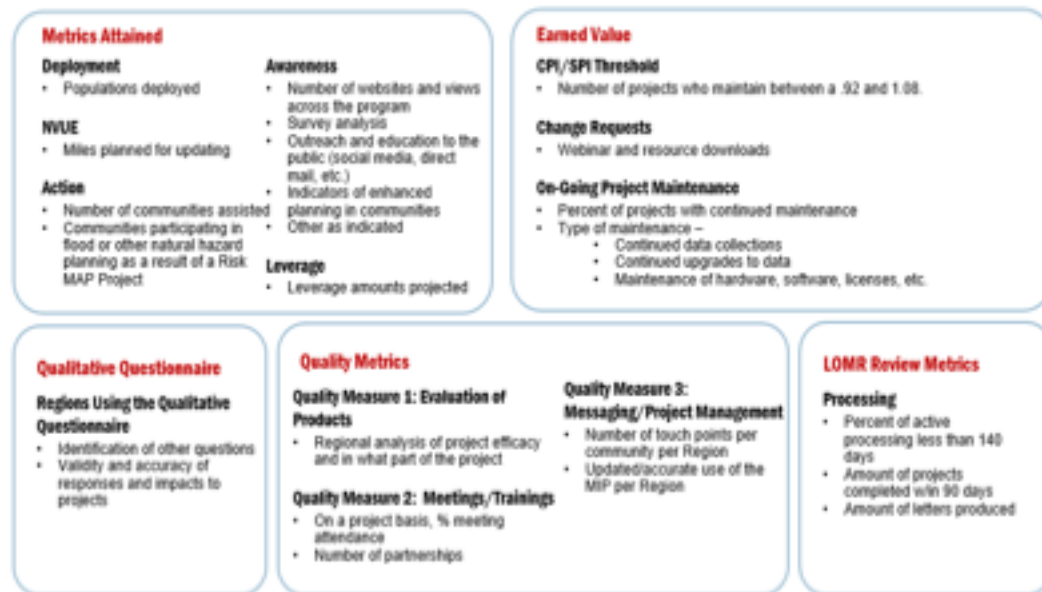 Metrics Attained
Deployment
• Populations deployed
NVUE
• Miles planned for updating
Action
• Number of communities assisted
• Communities participating in
flood or other natural hazard
planning as a result of a Risk
MAP Project
Awareness
• Number of websites and views
across the program
• Survey analysis
• Outreach and education to the
public (social media, direct
mail, etc.)
• Indicators of enhanced
planning in communities
• Other as indicated
Leverage
• Leverage amounts projected
Earned Value
CPI/SPI Threshold
• Number of projects who maintain between a .92 and 1.08.
Change Requests
• Webinar and resource downloads
On-Going Project Maintenance
• Percent of projects with continued maintenance
• Type of maintenance –
• Continued data collections
• Continued upgrades to data
• Maintenance of hardware, software, licenses, etc.
Qualitative Questionnaire
Regions Using the Qualitative
Questionnaire
• Identification of other questions
• Validity and accuracy of
responses and impacts to
projects
Quality Metrics
Quality Measure 1: Evaluation of
Products
• Regional analysis of project efficacy
and in what part of the project
Quality Measure 2: Meetings/Trainings
• On a project basis, % meeting
attendance
• Number of partnerships
Quality Measure 3:
Messaging/Project Management
• Number of touch points per
community per Region
• Updated/accurate use of the
MIP per Region
LOMR Review Metrics
Processing
• Percent of active
processing less than 140
days
• Amount of projects
completed w/in 90 days
• Amount of letters produced